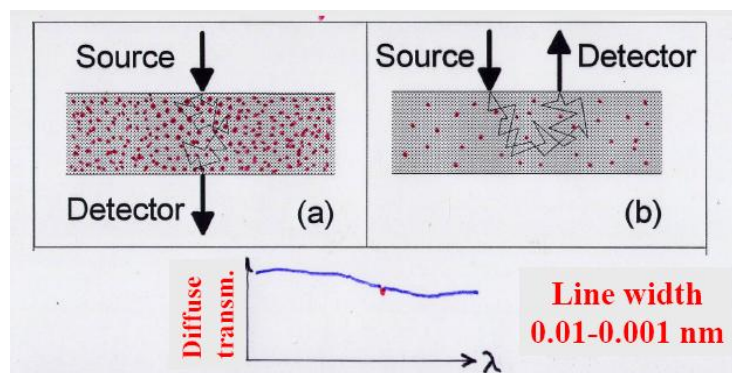 Source
Detector
(a)
Source
Detector
(b)
Diffuse
transm.
λ
Line width
0.01-0.001 nm